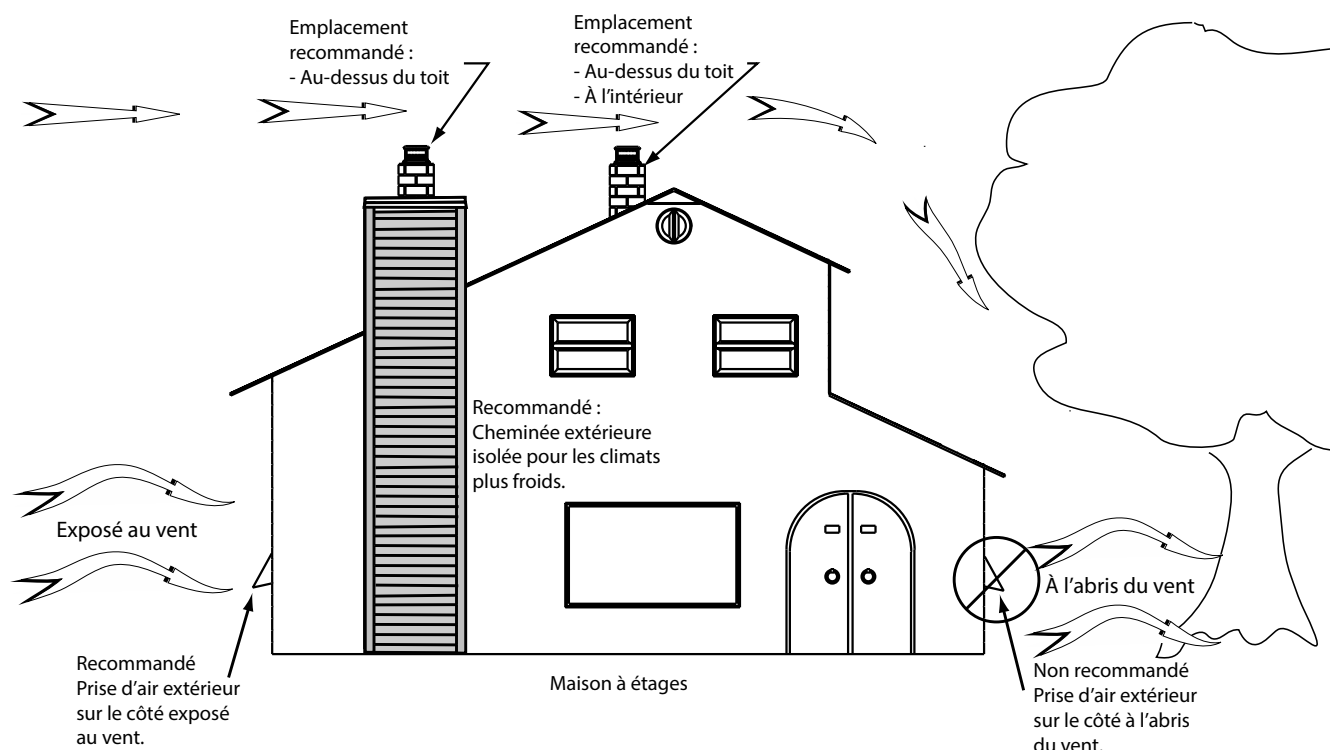 Emplacement
recommandé :
- Au-dessus du toit
Emplacement
recommandé :
- Au-dessus du toit
- À l'intérieur
Recommandé :
Cheminée extérieure
isolée pour les climats
plus froids.
Exposé au vent
À l'abris du vent
Recommandé
Prise d'air extérieur
sur le côté exposé
au vent.
Maison à étages
Non recommandé
Prise d'air extérieur
sur le côté à l'abris
du vent.